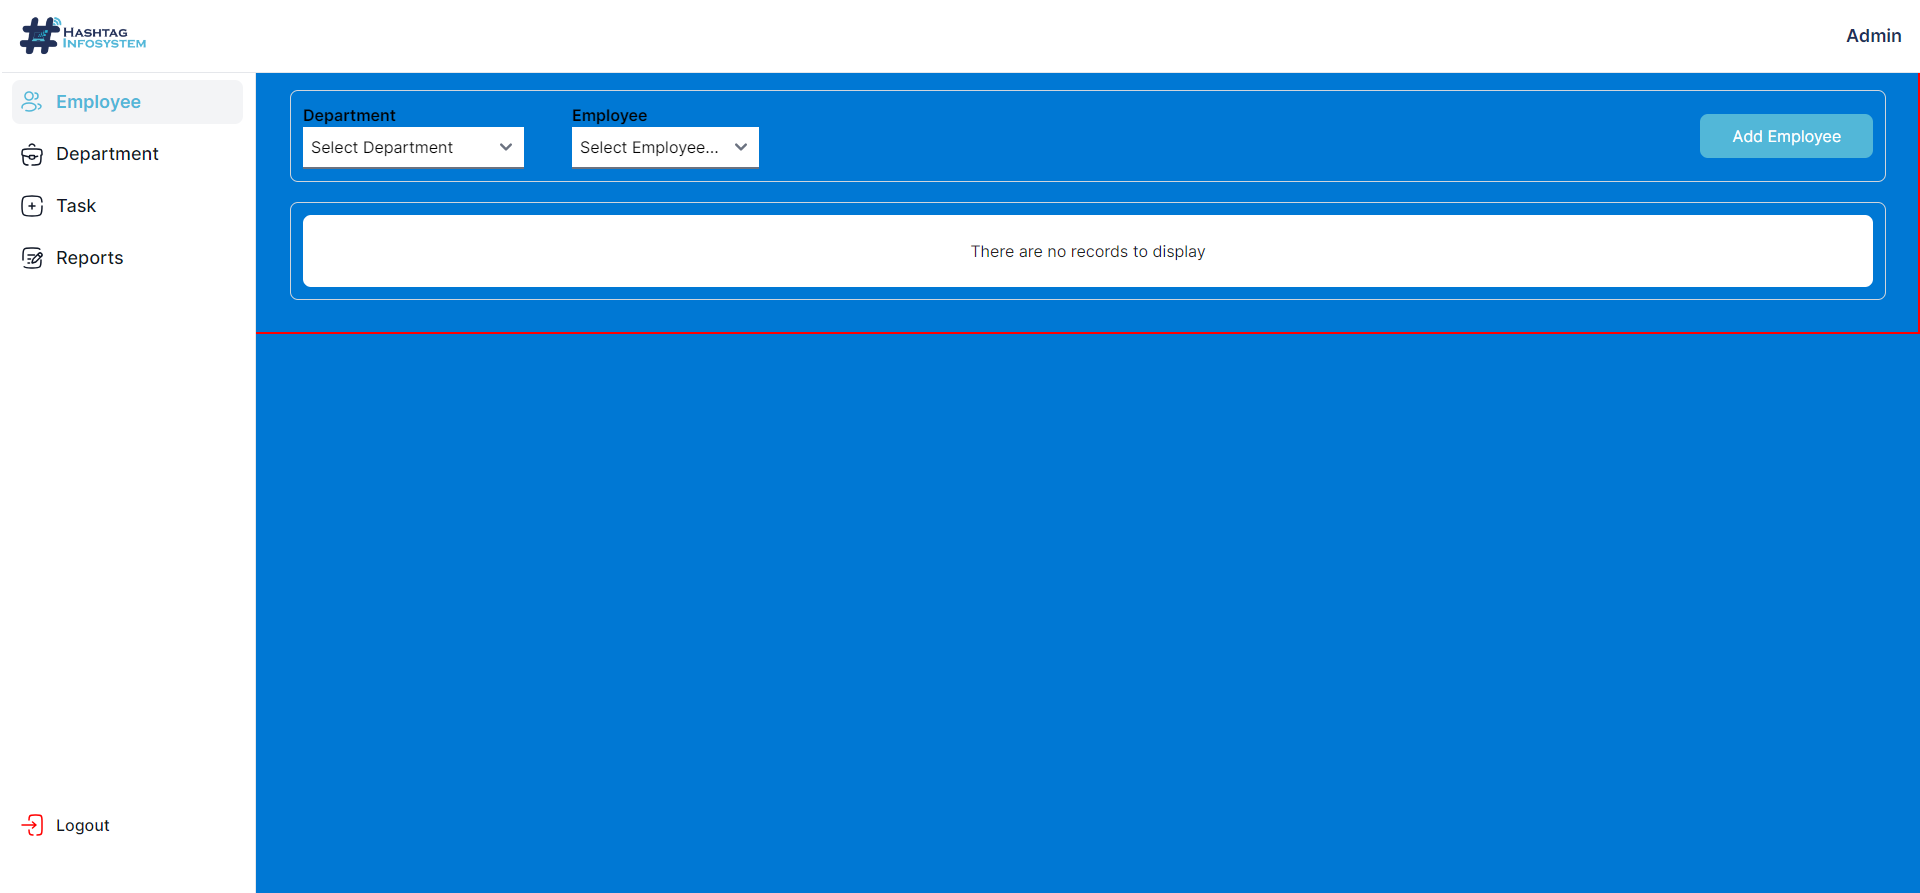 HASHTAG
INFOSYSTEM
Admin
Employee
Department
Task
Reports
Logout
Department
Select Department
Employee
Select Employee...
Add Employee
There are no records to display